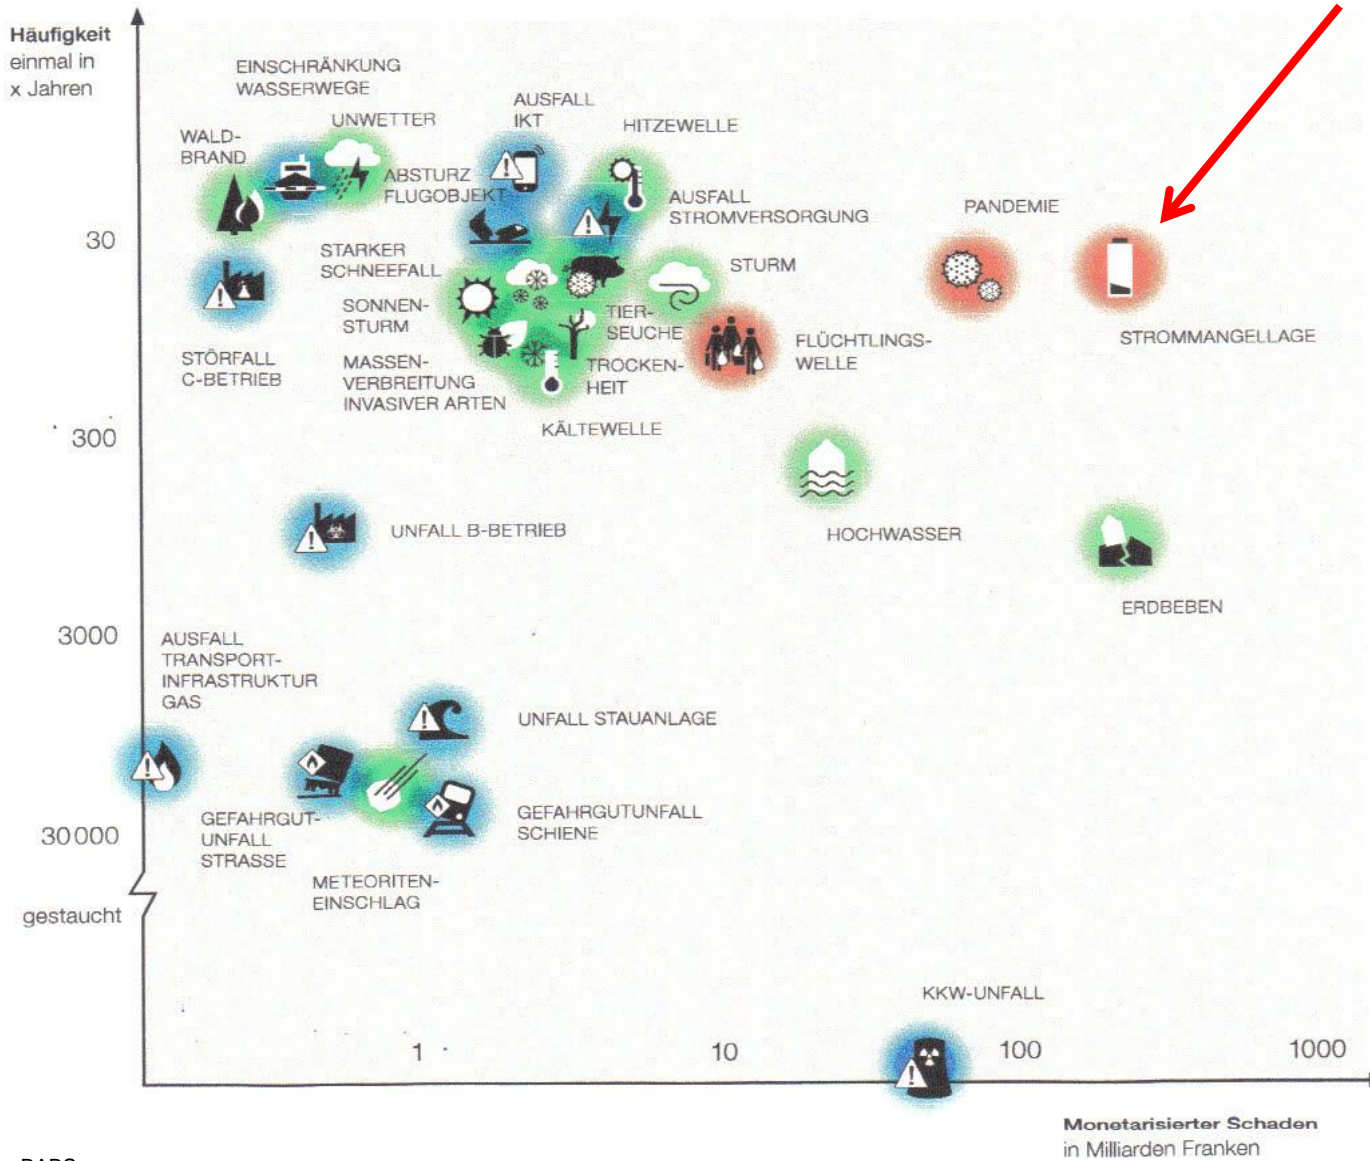 Häufigkeit
einmal in
x Jahren
EINSCHRÄNKUNG
WASSERWEGE
UNWETTER
WALD-
BRAND
ABSTURZ
FLUGOBJEKT
AUSFALL
IKT
HITZEWELLE
AUSFALL
STROMVERSORGUNG
PANDEMIE
30
STARKER
SCHNEEFALL
STURM
SONNEN-
STURM
TIER-
SEUCHE
FLÜCHTLINGS-
WELLE
STROMMANGELLAGE
STÖRFALL
C-BETRIEB
MASSEN-
VERBREITUNG
INVASIVER ARTEN
TROCKEN-
HEIT
KÄLTEWELLE
300
UNFALL B-BETRIEB
HOCHWASSER
ERDBEBEN
3000
AUSFALL
TRANSPORT-
INFRASTRUKTUR
GAS
UNFALL STAUANLAGE
GEFAHRGUT-
UNFALL
STRASSE
GEFAHRGUTUNFALL
SCHIENE
30 000
METEORITEN-
EINSCHLAG
gestaucht
KKW-UNFALL
1
10
100
1000
Monetarisierter Schaden
in Milliarden Franken